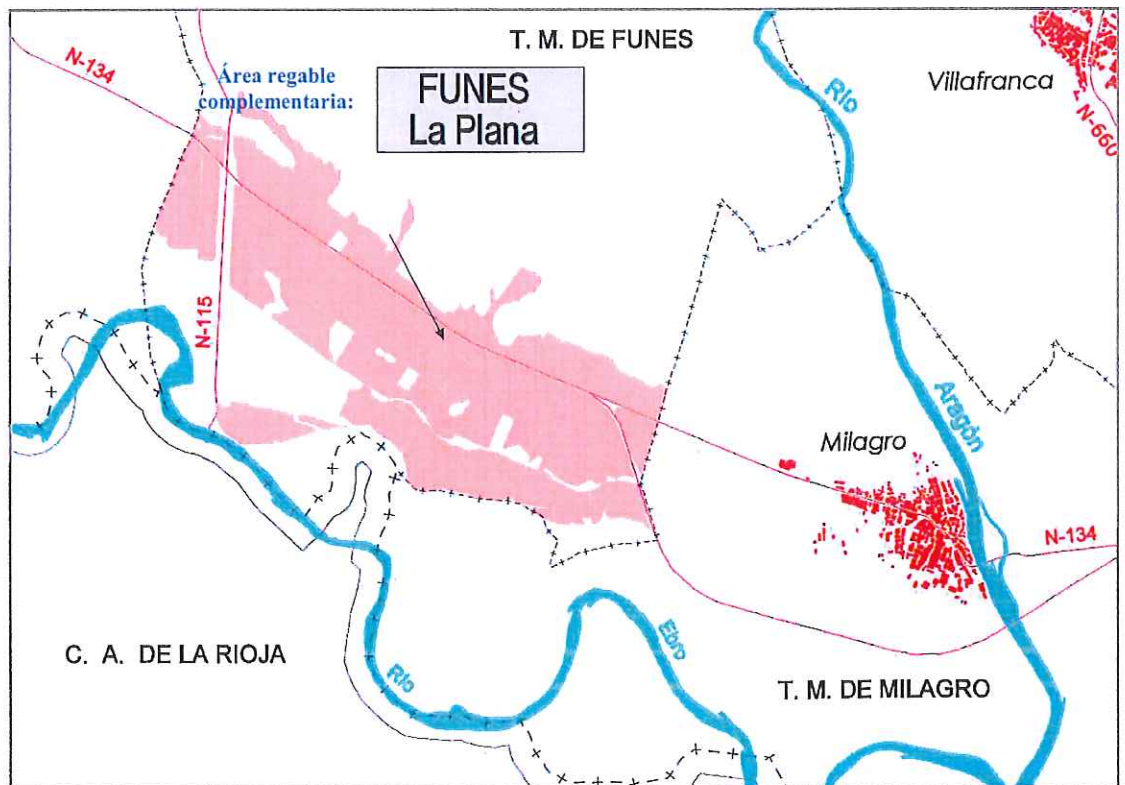 T. M. DE FUNES
N-134
Área regable
complementaria:
FUNES
La Plana
Río
Villafranca
N-660
N-115
Aragón
Milagro
N-134
Ebro
C. A. DE LA RIOJA
Río
T. M. DE MILAGRO